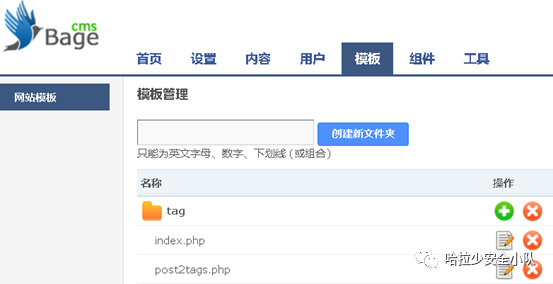 Bage cms
首页 设置 内容 用户 模板 组件 工具
网站模板
模板管理
创建新文件夹
只能为英文字母、数字、下划线 (或组合)
名称 操作
tag
index.php
post2tags.php
哈拉少安全小队